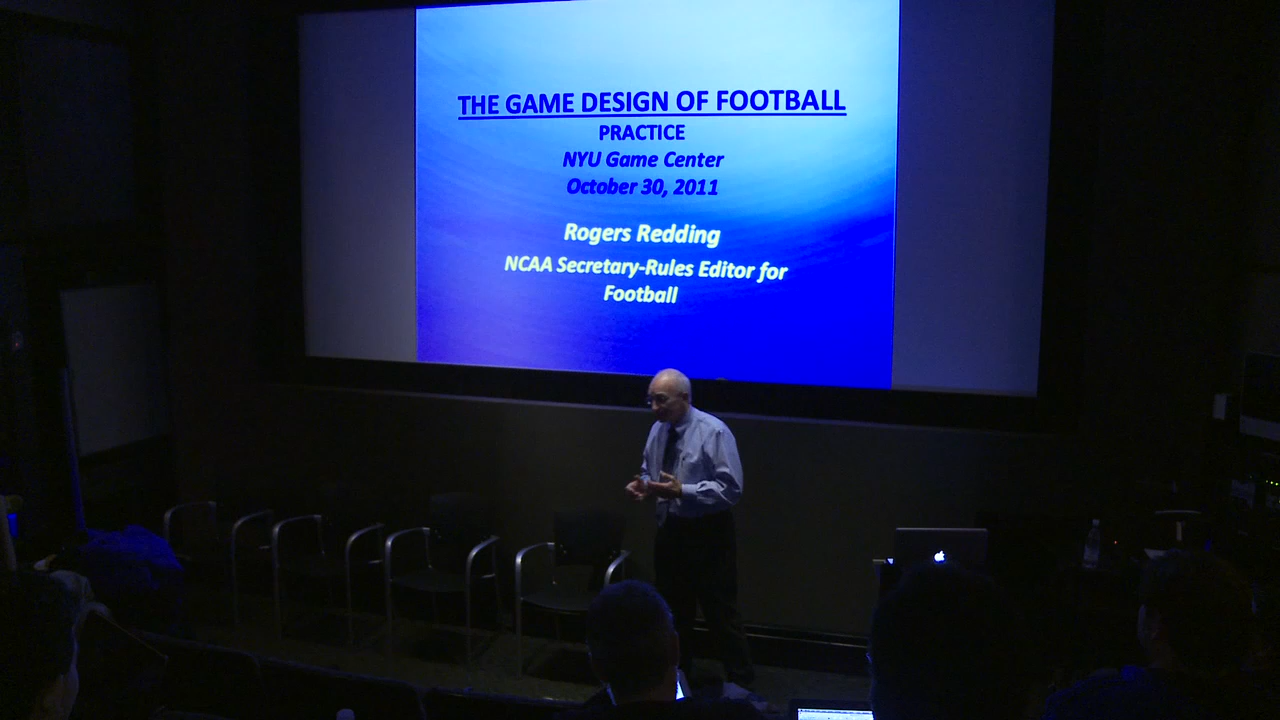 THE GAME DESIGN OF FOOTBALL
PRACTICE
NYU Game Center
October 30, 2011
Rogers Redding
NCAA Secretary-Rules Editor for
Football